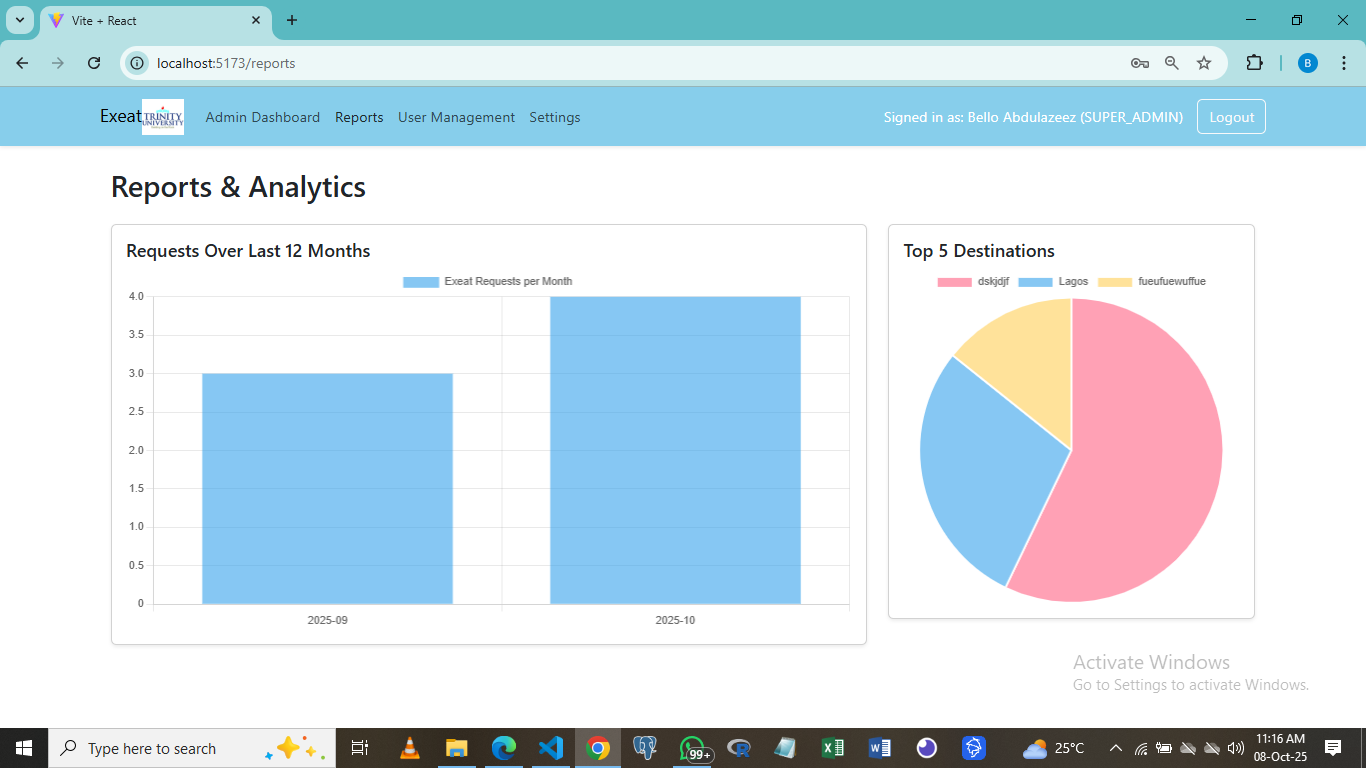 Vite + React
localhost:5173/reports
B
Exeat TRINITY UNIVERSITY
Admin Dashboard Reports User Management Settings
Signed in as: Bello Abdulazeez (SUPER_ADMIN) Logout
Reports & Analytics
Requests Over Last 12 Months
Exeat Requests per Month
4.0
3.5
3.0
2.5
2.0
1.5
1.0
0.5
0
2025-09 2025-10
Top 5 Destinations
dskjdjf Lagos fueufuewuffue
Activate Windows
Go to Settings to activate Windows.
Type here to search
99+
25°C
11:16 AM
08-Oct-25